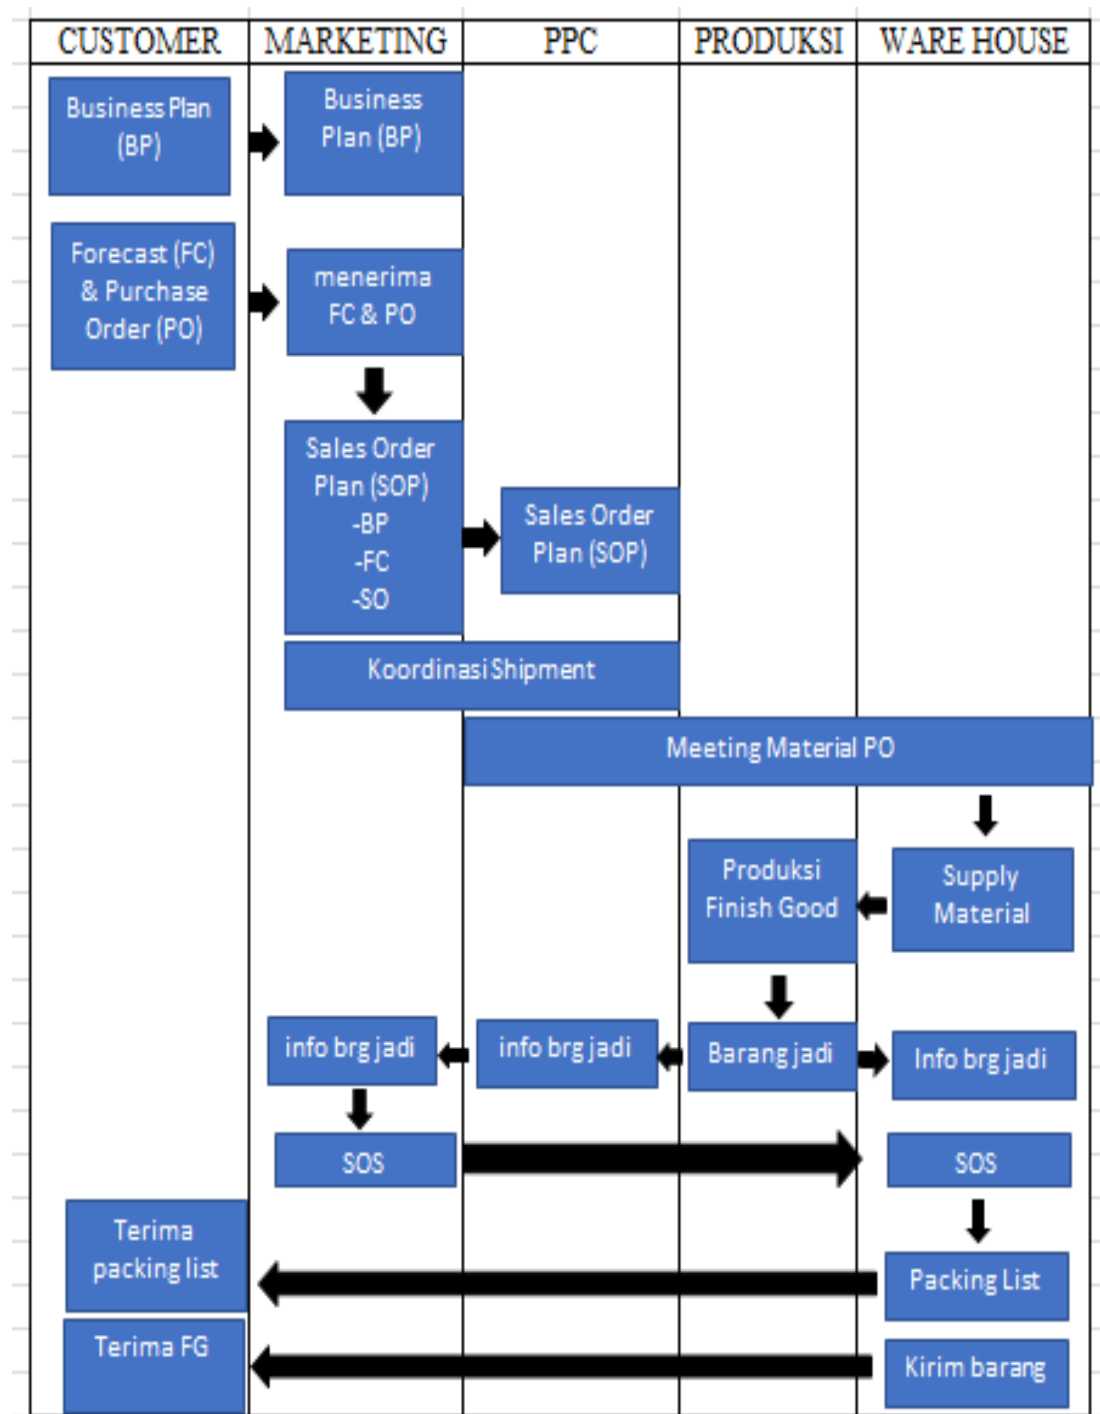 CUSTOMER
MARKETING
PPC
PRODUKSI
WARE HOUSE
Business Plan
(BP)
Business
Plan (BP)
Forecast (FC)
& Purchase
Order (PO)
menerima
FC & PO
Sales Order
Plan (SOP)
-BP
-FC
-SO
Sales Order
Plan (SOP)
Koordinasi Shipment
Meeting Material PO
Produksi
Finish Good
Supply
Material
info brg jadi
info brg jadi
Barang jadi
Info brg jadi
SOS
SOS
Terima
packing list
Packing List
Terima FG
Kirim barang